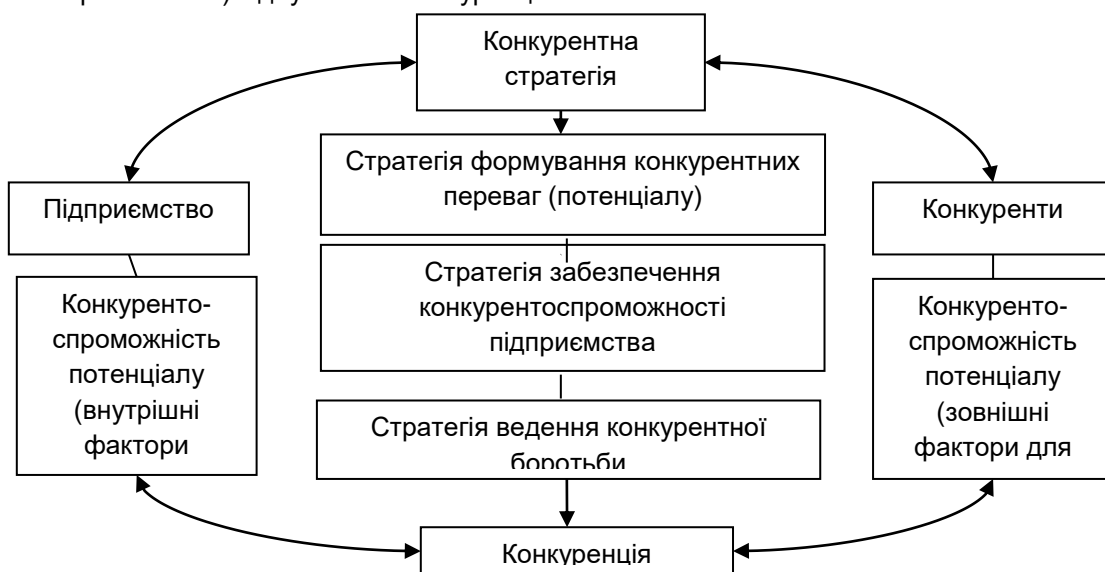 Конкурентна
стратегія
Стратегія формування конкурентних
переваг (потенціалу)
Підприємство
Конкуренти
Стратегія забезпечення
конкурентоспроможності
підприємства
Конкуренто-
спроможність
потенціалу
(внутрішні
фактори
Конкуренто-
спроможність
потенціалу
(зовнішні
фактори для
Стратегія ведення конкурентної
боротьби
Конкуренція